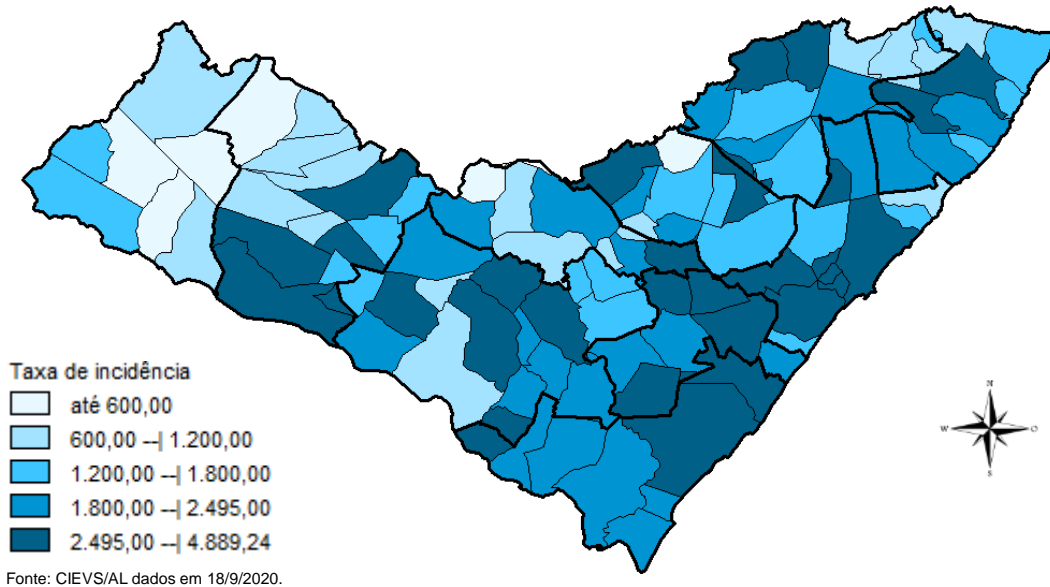 Taxa de incidência
até 600,00
600,00 --| 1.200,00
1.200,00 --| 1.800,00
1.800,00 --| 2.495,00
2.495,00 --| 4.889,24
Fonte: CIEVS/AL dados em 18/9/2020.
N
W
O
S